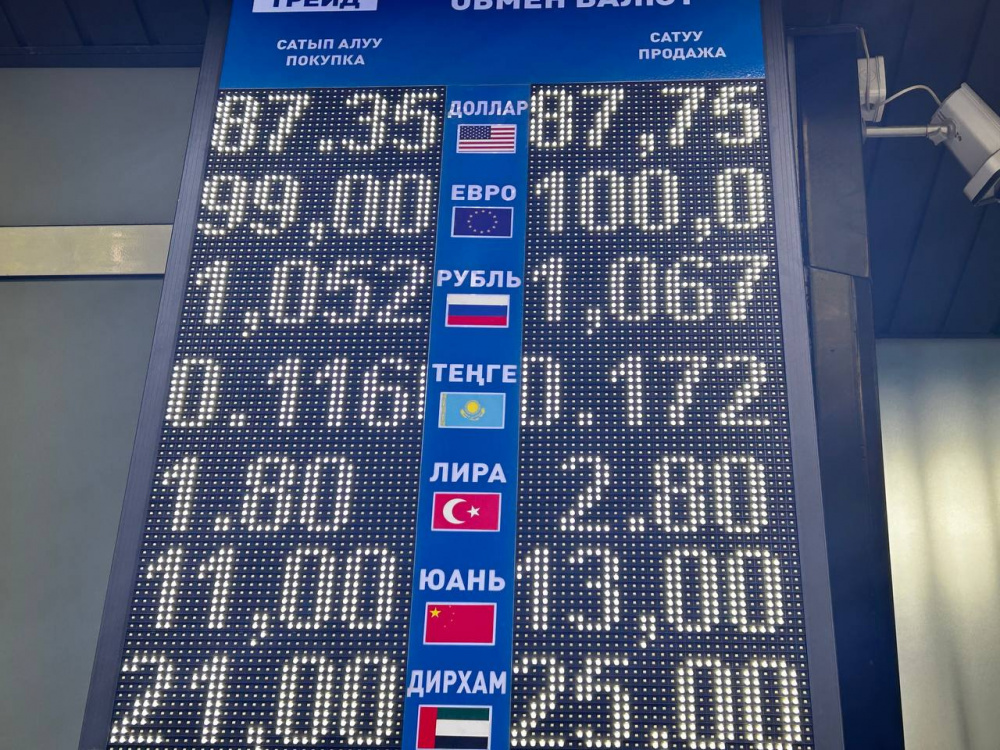 ТРЕЙД
ОБМЕН ВАЛЮТ
САТЫП АЛУУ
ПОКУПКА
САТУУ
ПРОДАЖА
87.35 ДОЛЛАР 87,75
99,00 ЕВРО 100,0
1,052 РУБЛЬ 1,067
0.116 ТЕҢГЕ 0.172
1.80 ЛИРА 2.80
11,00 ЮАНЬ 13,00
21,00 ДИРХАМ 25,00